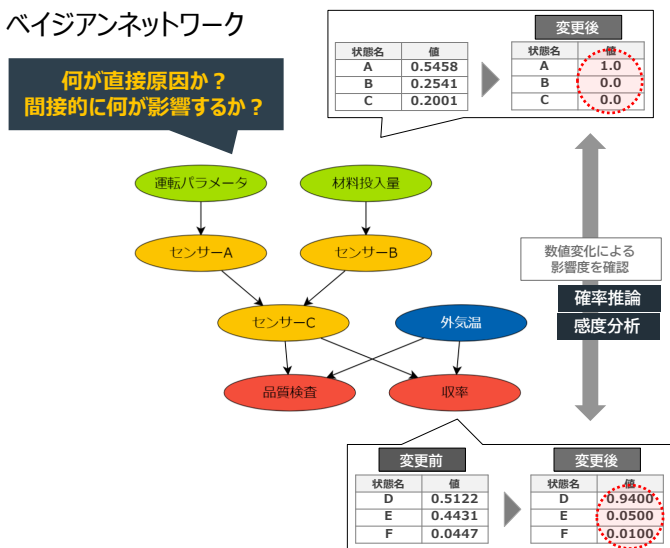 ベイジアンネットワーク
何が直接原因か？
間接的に何が影響するか？
変更後
状態名 値
A 0.5458
B 0.2541
C 0.2001
状態名 値
A 1.0
B 0.0
C 0.0
運転パラメータ
材料投入量
センサーA
センサーB
数値変化による
影響度を確認
確率推論
感度分析
センサーC
外気温
品質検査
収率
変更前
状態名 値
D 0.5122
E 0.4431
F 0.0447
変更後
状態名 値
D 0.9400
E 0.0500
F 0.0100